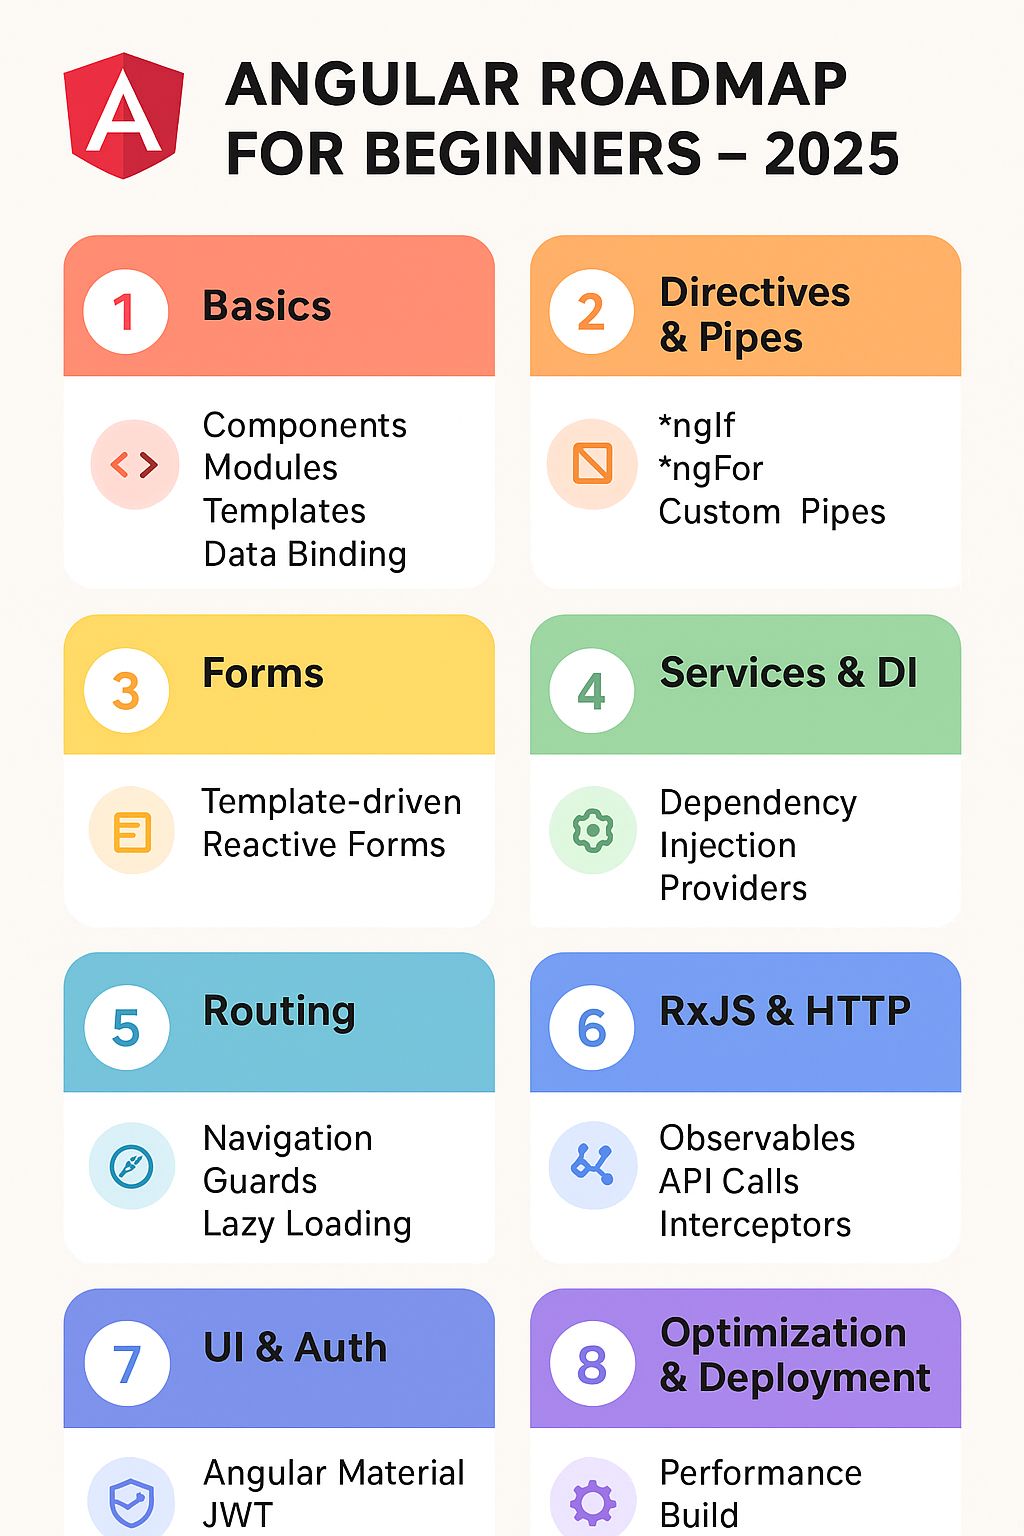 A
ANGULAR ROADMAP
FOR BEGINNERS – 2025
1
Basics
Components
Modules
Templates
Data Binding
2
Directives
& Pipes
*ngIf
*ngFor
Custom Pipes
3
Forms
Template-driven
Reactive Forms
4
Services & DI
Dependency
Injection
Providers
5
Routing
Navigation
Guards
Lazy Loading
6
RxJS & HTTP
Observables
API Calls
Interceptors
7
UI & Auth
Angular Material
JWT
8
Optimization
& Deployment
Performance
Build